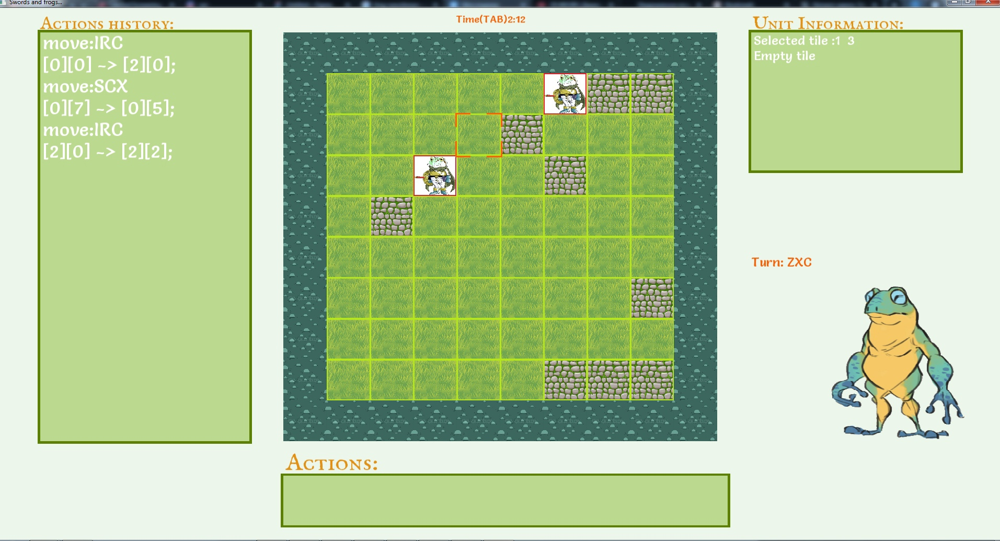 Swords and frogs...
Actions history:
move:IRC
[0][0] ~> [2][0];
move:SCX
[0][7] ~> [0][5];
move:IRC
[2][0] ~> [2][2];
Time(TAB)2:12
Unit Information:
Selected tile :1 3
Empty tile
Turn: ZXC
Actions: